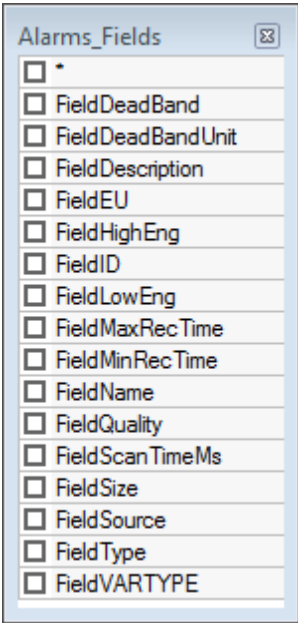 Alarms_Fields
*
FieldDeadBand
FieldDeadBandUnit
FieldDescription
FieldEU
FieldHighEng
FieldID
FieldLowEng
FieldMaxRecTime
FieldMinRecTime
FieldName
FieldQuality
FieldScanTimeMs
FieldSize
FieldSource
FieldType
FieldVARTYPE